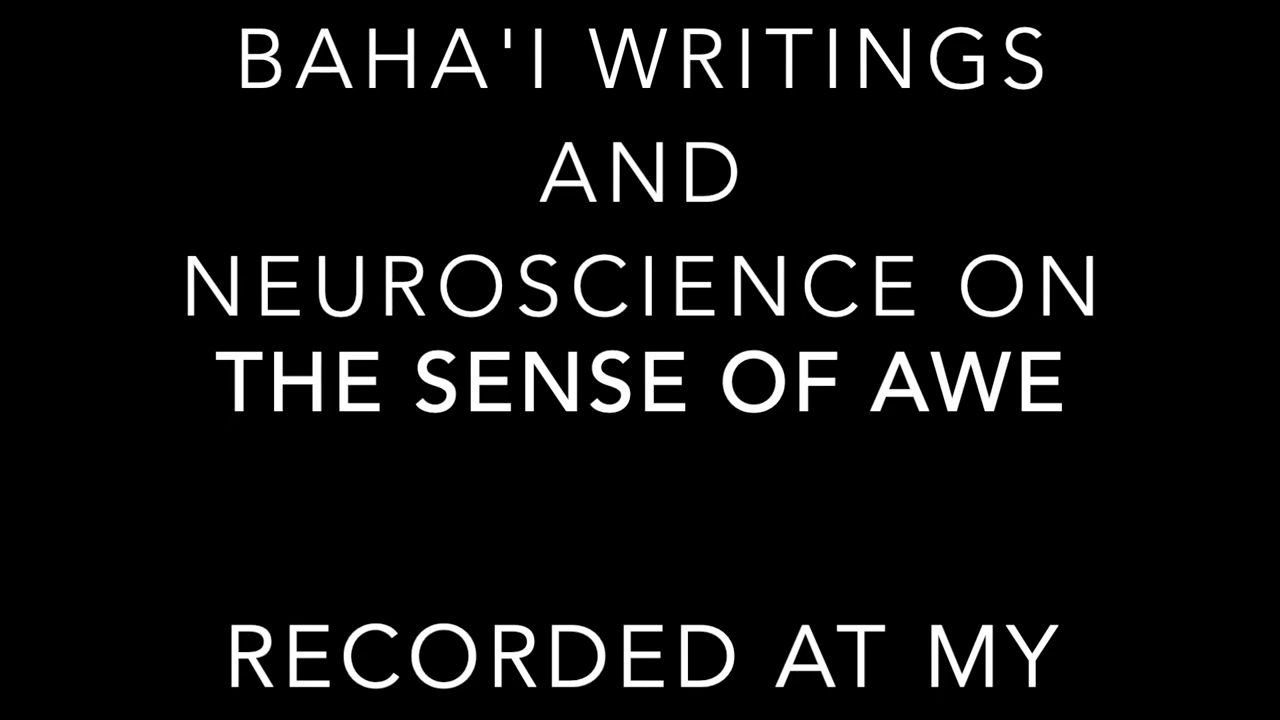 BAHA'I WRITINGS
AND
NEUROSCIENCE ON
THE SENSE OF AWE
RECORDED AT MY